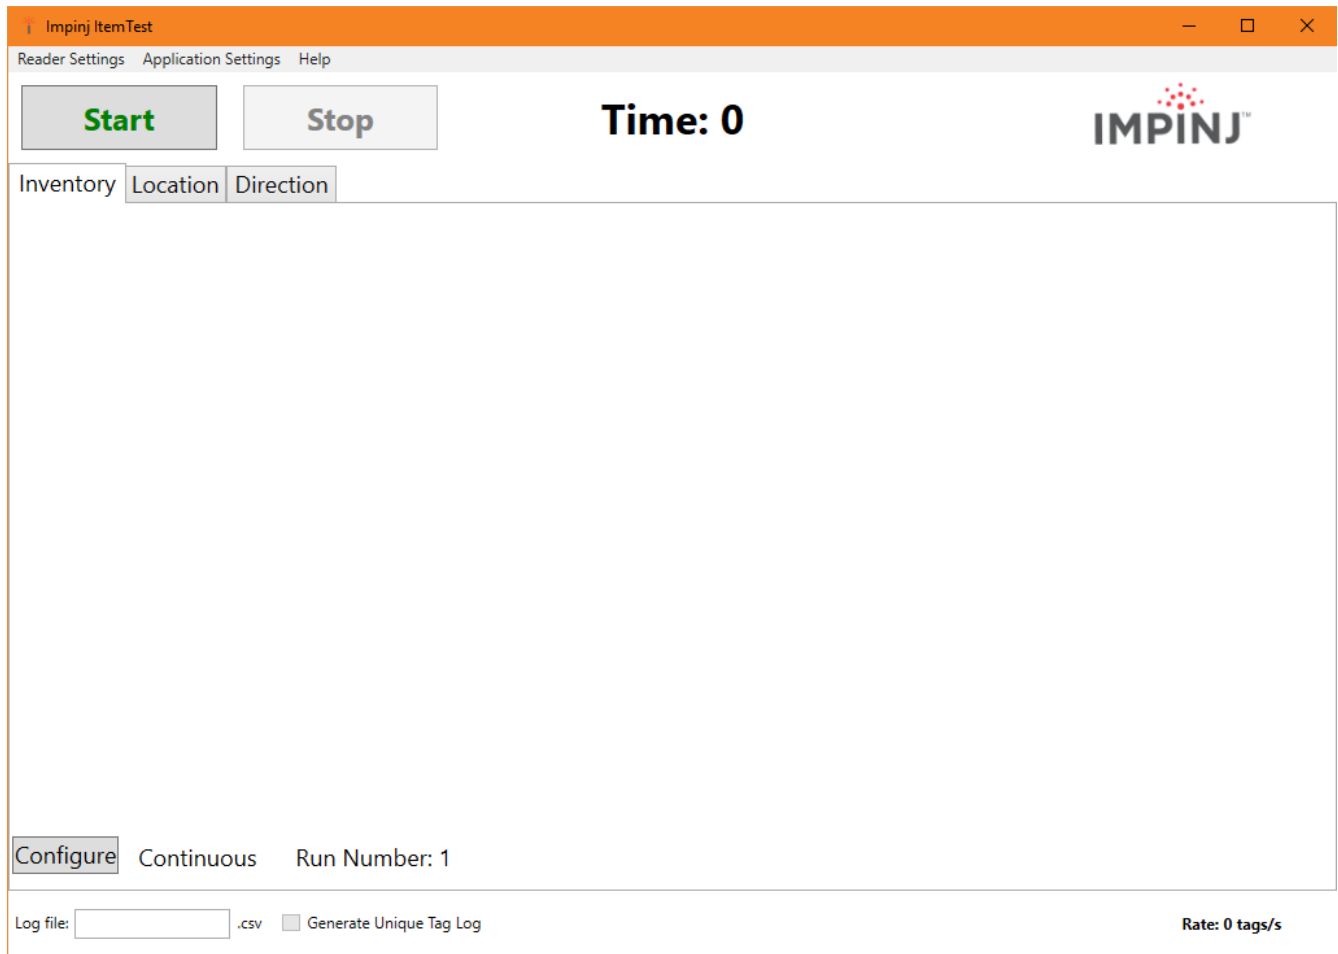 Impinj ItemTest
Reader Settings Application Settings Help
Start Stop Time: 0 IMPINJ™
Inventory Location Direction
Configure Continuous Run Number: 1
Log file: .csv Generate Unique Tag Log Rate: 0 tags/s